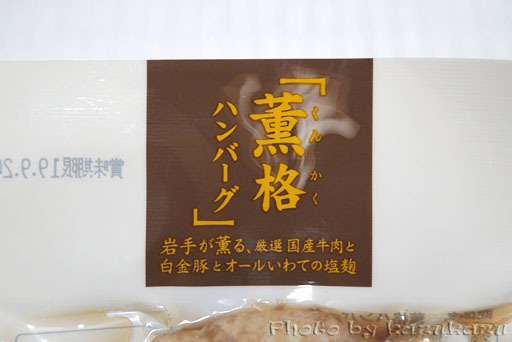 「薫格
くんかく
ハンバーグ」
岩手が薫る、厳選国産牛肉と
白金豚とオールいわての塩麹
賞味期限19.9.20
Photo by kazukazu